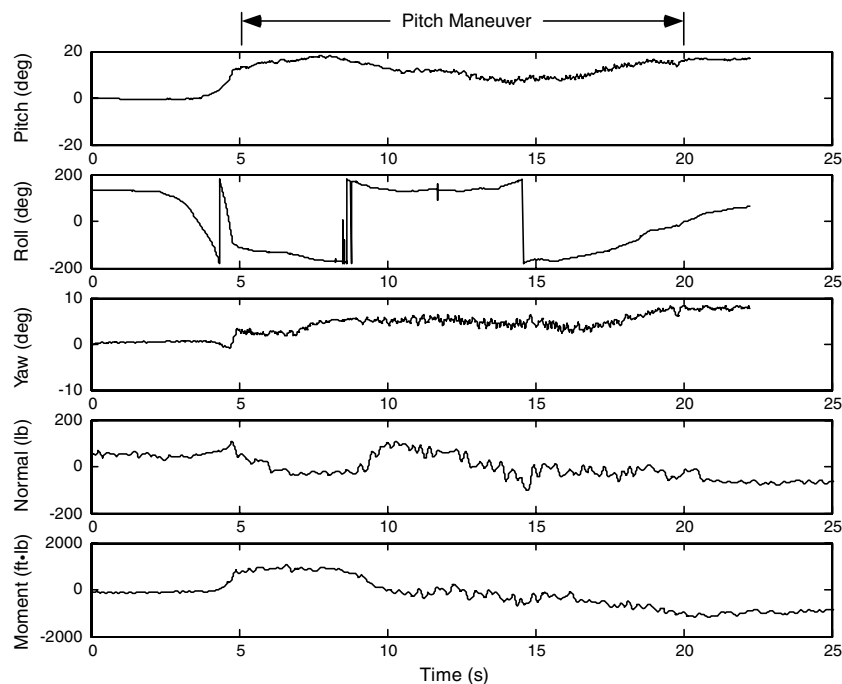 Pitch Maneuver
Pitch (deg)
20
0
-20
0 5 10 15 20 25
Roll (deg)
200
0
-200
0 5 10 15 20 25
Yaw (deg)
10
0
-10
0 5 10 15 20 25
Normal (lb)
200
0
-200
0 5 10 15 20 25
Moment (ft•lb)
2000
0
-2000
0 5 10 15 20 25
Time (s)